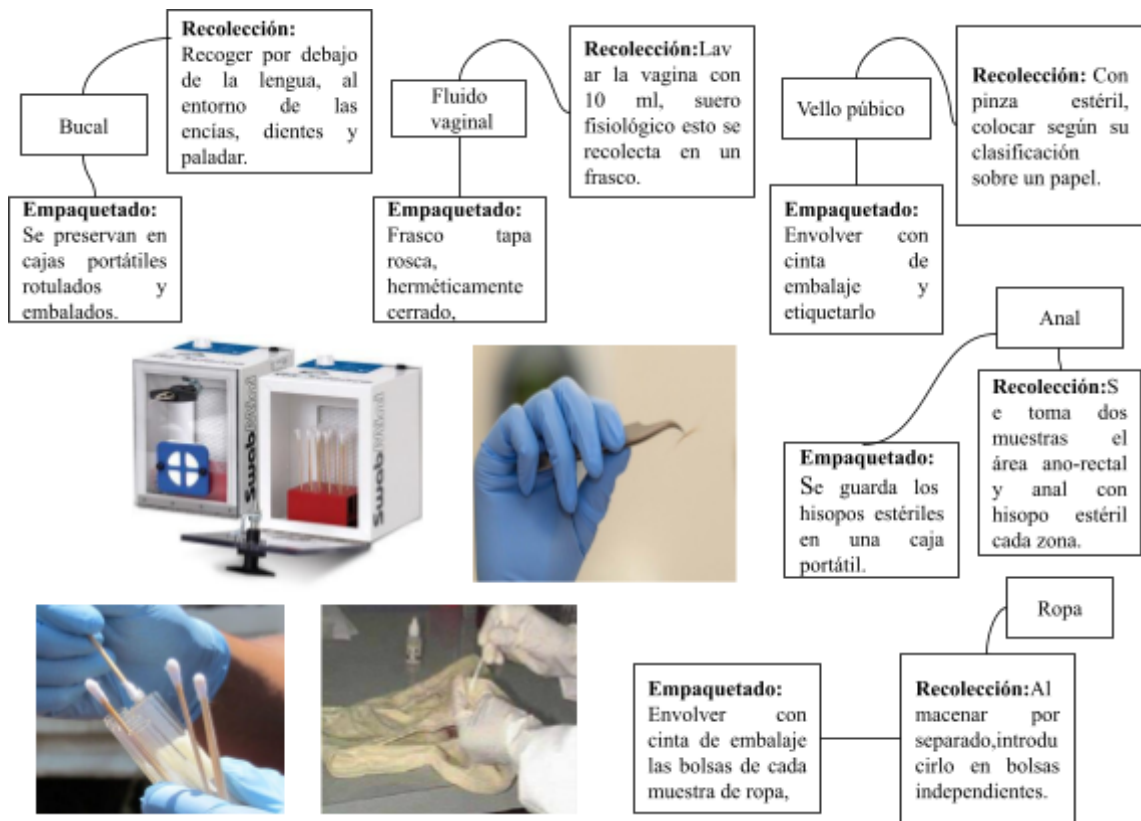 Bucal
Recolección:
Recoger por debajo
de la lengua, al
entorno de las
encías, dientes y
paladar.
Empaquetado:
Se preservan en
cajas portátiles
rotulados y
embalados.
Fluido
vaginal
Recolección:Lav
ar la vagina con
10 ml, suero
fisiológico esto se
recolecta en un
frasco.
Empaquetado:
Frasco tapa
rosca,
herméticamente
cerrado,
Vello púbico
Recolección: Con
pinza estéril,
colocar según su
clasificación
sobre un papel.
Empaquetado:
Envolver con
cinta de
embalaje y
etiquetarlo
Anal
Recolección:S
e toma dos
muestras el
área ano-rectal
y anal con
hisopo estéril
cada zona.
Empaquetado:
Se guarda los
hisopos estériles
en una caja
portátil.
Ropa
Recolección:Al
macenar por
separado,introdu
cirlo en bolsas
independientes.
Empaquetado:
Envolver con
cinta de embalaje
las bolsas de cada
muestra de ropa,